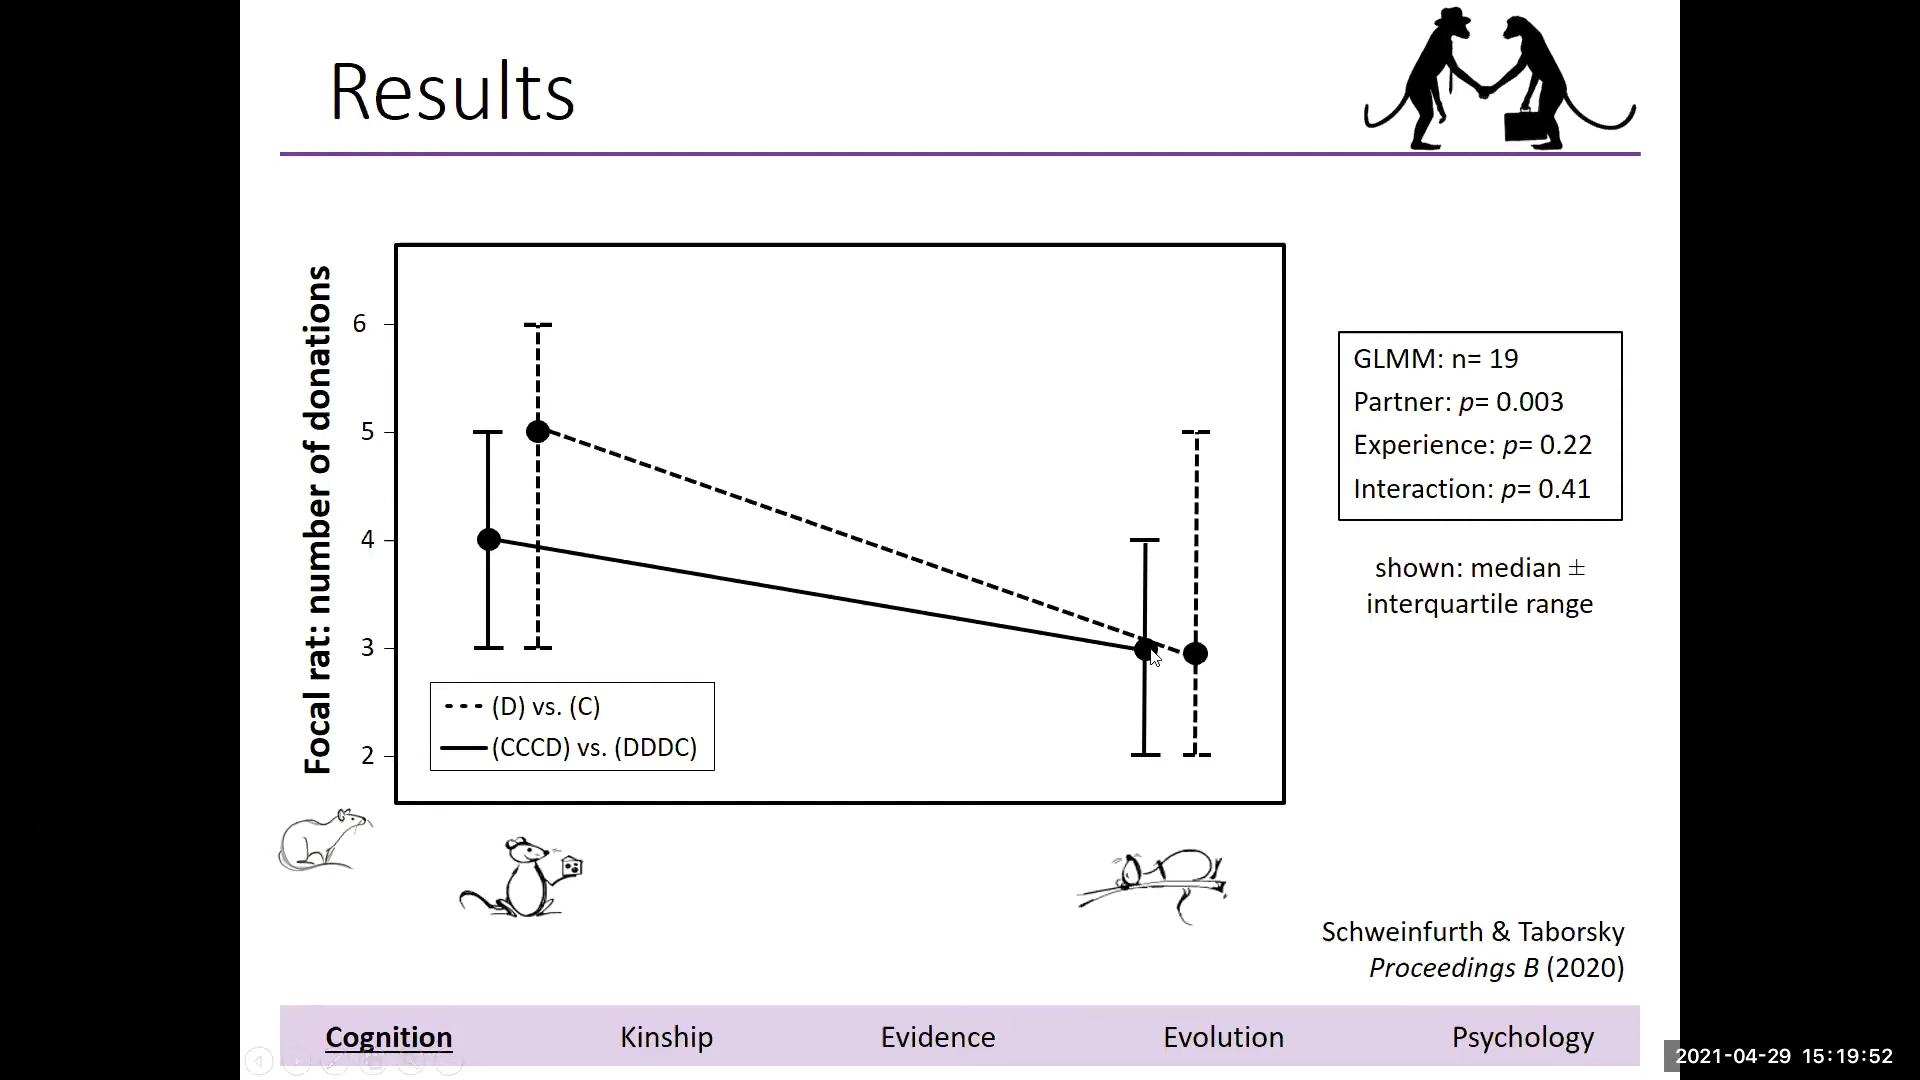 Results
Focal rat: number of donations
6
5
4
3
2
(D) vs. (C)
(CCCD) vs. (DDDC)
GLMM: n= 19
Partner: p= 0.003
Experience: p= 0.22
Interaction: p= 0.41
shown: median ±
interquartile range
Schweinfurth & Taborsky
Proceedings B (2020)
Cognition Kinship Evidence Evolution Psychology
2021-04-29 15:19:52